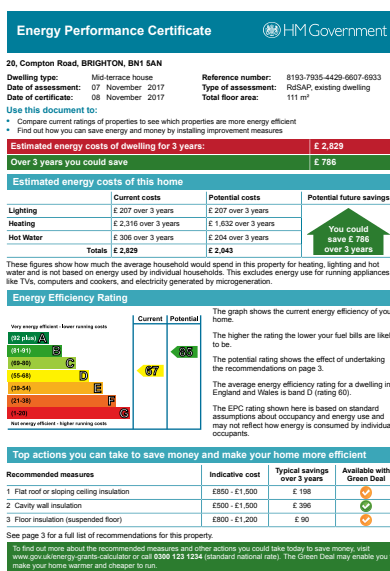 Energy Performance Certificate
HM Government
20, Compton Road, BRIGHTON, BN1 5AN
Dwelling type: Mid-terrace house Reference number: 8193-7935-4429-6607-6933
Date of assessment: 07 November 2017 Type of assessment: RdSAP, existing dwelling
Date of certificate: 08 November 2017 Total floor area: 111 m²
Use this document to:
• Compare current ratings of properties to see which properties are more energy efficient
• Find out how you can save energy and money by installing improvement measures
Estimated energy costs of dwelling for 3 years: £ 2,829
Over 3 years you could save £ 786
Estimated energy costs of this home
Current costs Potential costs Potential future savings
Lighting £ 207 over 3 years £ 207 over 3 years
Heating £ 2,316 over 3 years £ 1,632 over 3 years
Hot Water £ 306 over 3 years £ 204 over 3 years
Totals £ 2,829 £ 2,043
You could
save £ 786
over 3 years
These figures show how much the average household would spend in this property for heating, lighting and hot
water and is not based on energy used by individual households. This excludes energy use for running appliances
like TVs, computers and cookers, and electricity generated by microgeneration.
Energy Efficiency Rating
Current Potential
Very energy efficient - lower running costs
(92 plus) A
(81-91) B
(69-80) C
(55-68) D
(39-54) E
(21-38) F
(1-20) G
Not energy efficient - higher running costs
67
The graph shows the current energy efficiency of you
home.
The higher the rating the lower your fuel bills are likel
to be.
The potential rating shows the effect of undertaking
the recommendations on page 3.
The average energy efficiency rating for a dwelling in
England and Wales is band D (rating 60).
The EPC rating shown here is based on standard
assumptions about occupancy and energy use and
may not reflect how energy is consumed by individua
occupants.
Top actions you can take to save money and make your home more efficient
Recommended measures Indicative cost Typical savings over 3 years Available with Green Deal
1 Flat roof or sloping ceiling insulation £850 - £1,500 £ 198
2 Cavity wall insulation £500 - £1,500 £ 396
3 Floor insulation (suspended floor) £800 - £1,200 £ 90
See page 3 for a full list of recommendations for this property.
To find out more about the recommended measures and other actions you could take today to save money, visit
www.gov.uk/energy-grants-calculator or call 0300 123 1234 (standard national rate). The Green Deal may enable you
make your home warmer and cheaper to run.